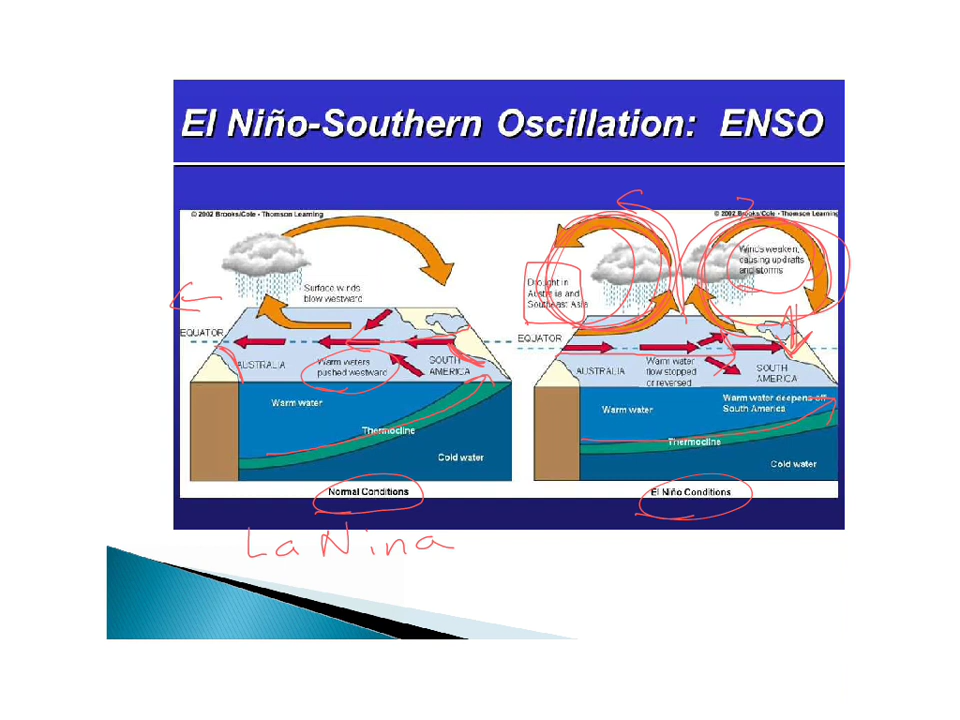 El Niño-Southern Oscillation: ENSO
© 2002 Brooks/Cole - Thomson Learning
Surface winds
blow westward
EQUATOR
AUSTRALIA
Warm waters
pushed westward
SOUTH
AMERICA
Warm water
Thermocline
Cold water
Normal Conditions
© 2002 Brooks/Cole - Thomson Learning
Winds weaken,
causing updrafts
and storms
Drought in
Australia and
Southeast Asia
EQUATOR
AUSTRALIA
Warm water
flow stopped
or reversed
SOUTH
AMERICA
Warm water deepens off
South America
Warm water
Thermocline
Cold water
El Niño Conditions
La Nina